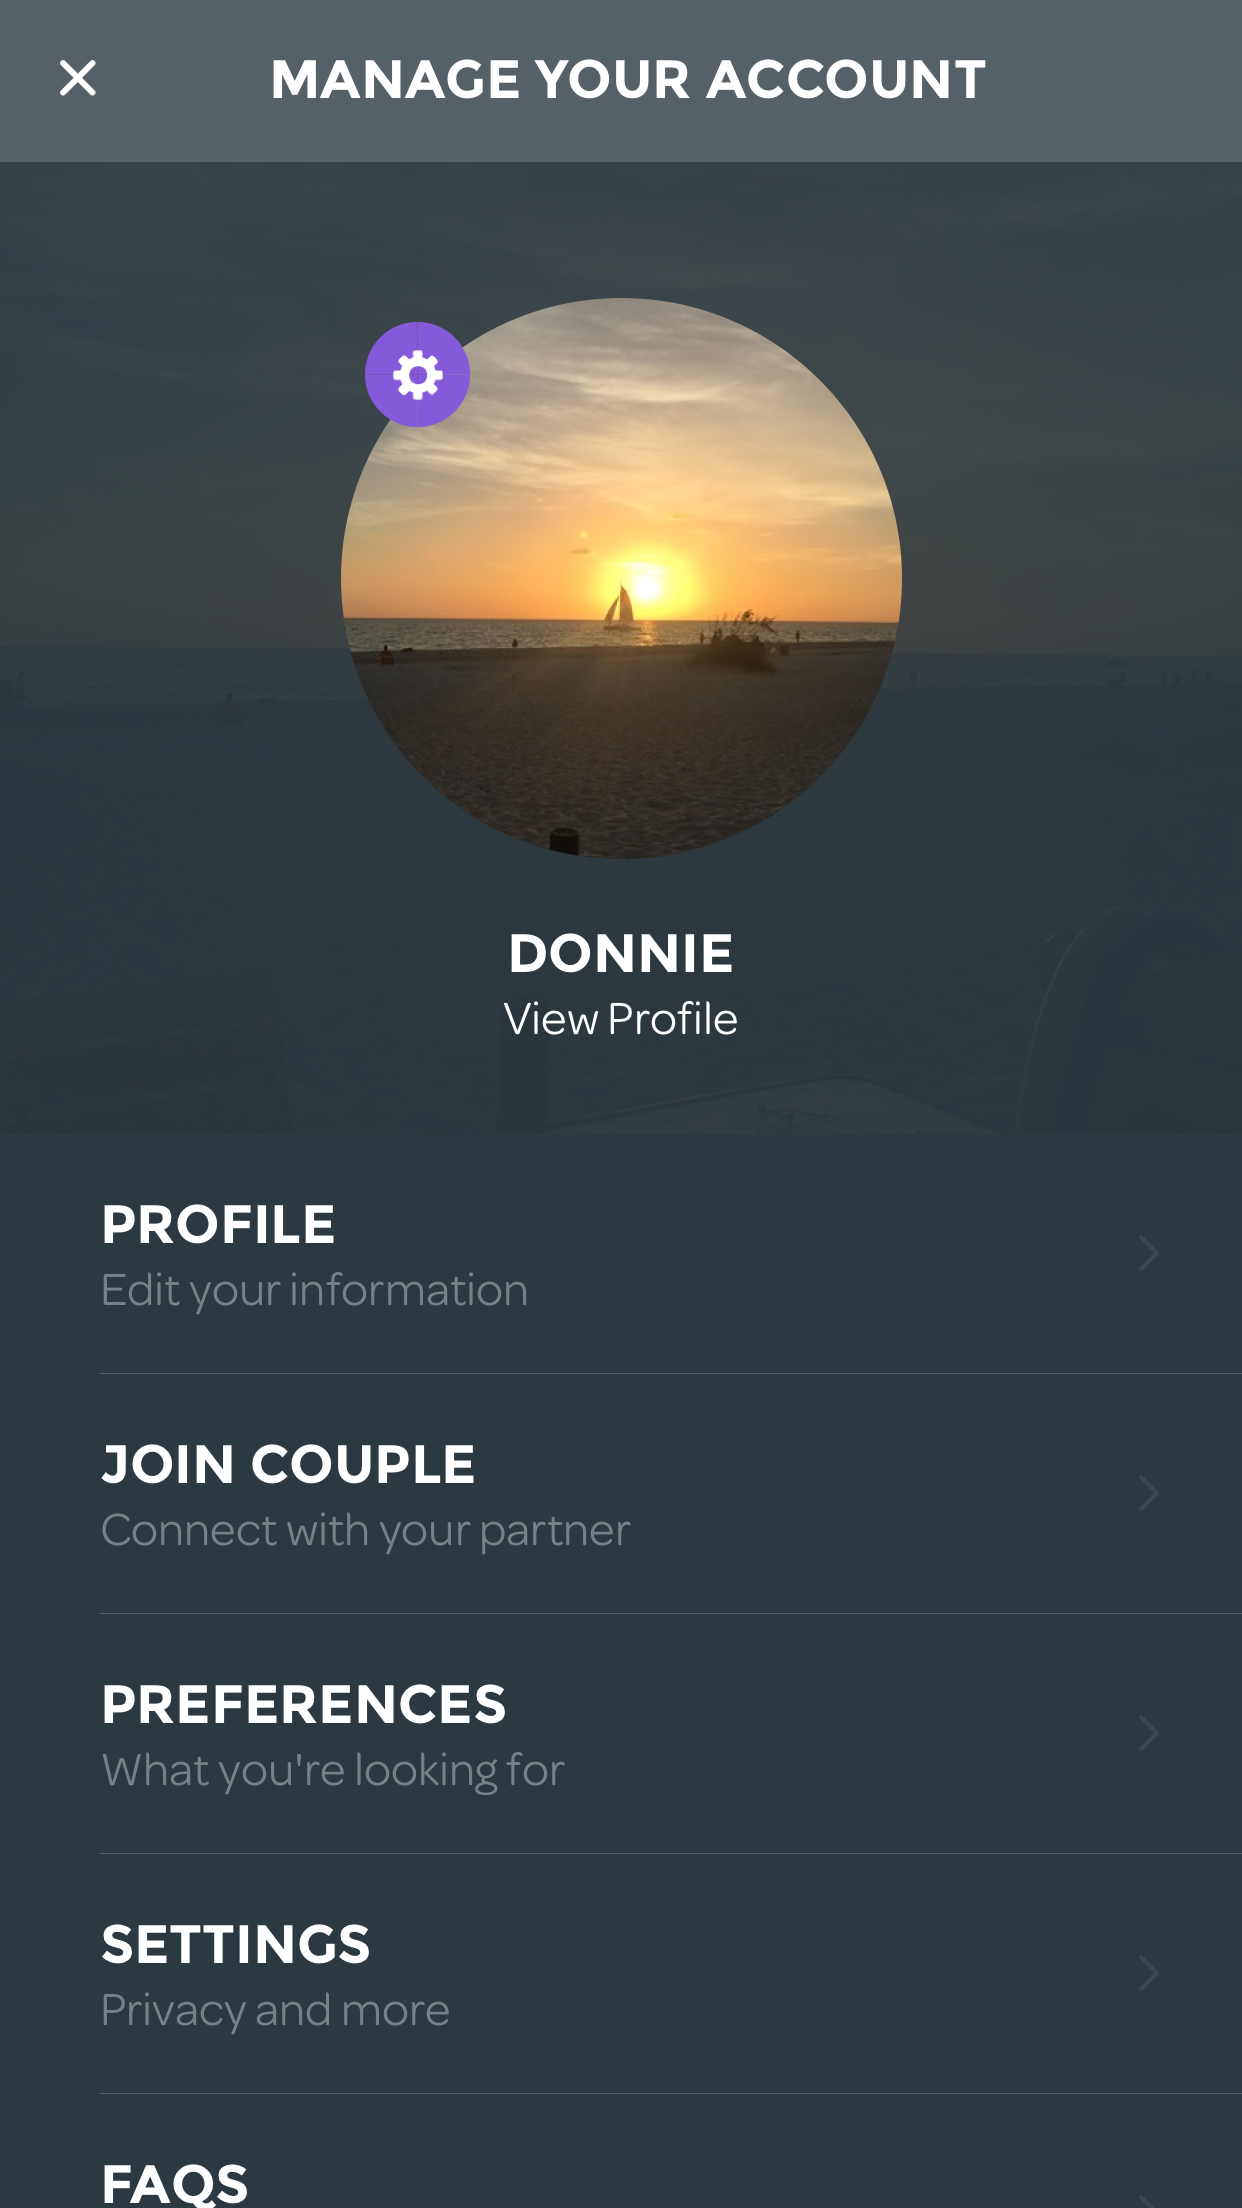 MANAGE YOUR ACCOUNT
DONNIE
View Profile
PROFILE
Edit your information
JOIN COUPLE
Connect with your partner
PREFERENCES
What you're looking for
SETTINGS
Privacy and more
FAQS